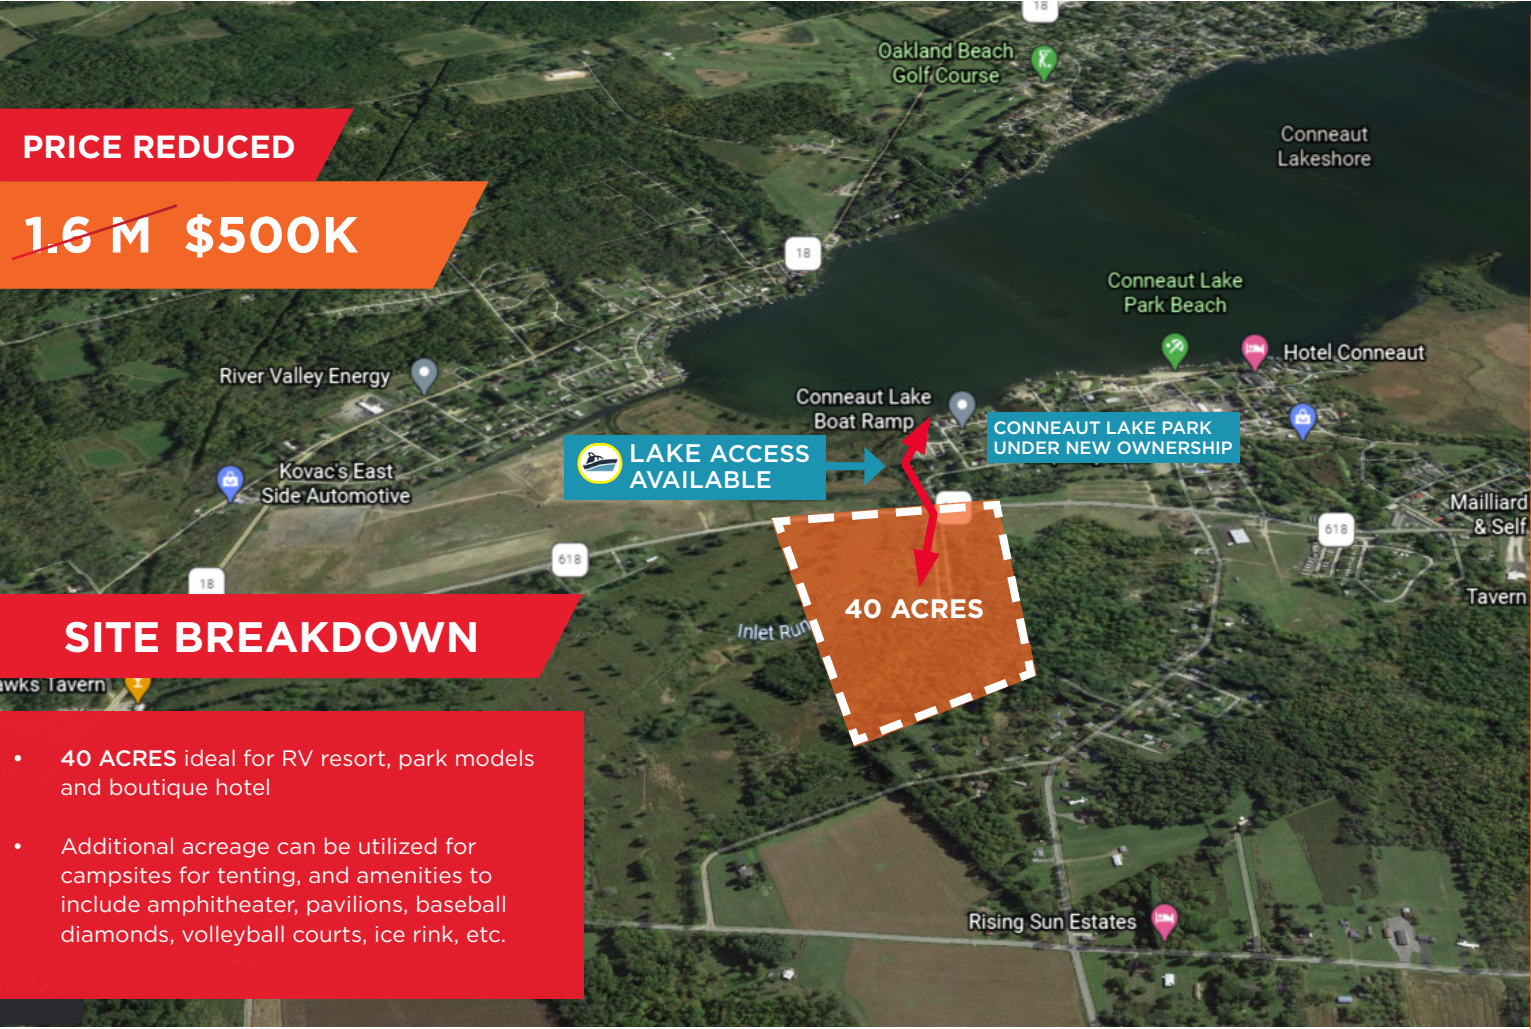 18
Oakland Beach
Golf Course
Conneaut
Lakeshore
PRICE REDUCED
1.6 M $500K
18
Conneaut Lake
Park Beach
Hotel Conneaut
River Valley Energy
Conneaut Lake
Boat Ramp
CONNEAUT LAKE PARK
UNDER NEW OWNERSHIP
LAKE ACCESS
AVAILABLE
Kovac's East
Side Automotive
Mailliard
& Self
618
618
18
Tavern
40 ACRES
Inlet Run
SITE BREAKDOWN
awks Tavern
• 40 ACRES ideal for RV resort, park models
and boutique hotel
• Additional acreage can be utilized for
campsites for tenting, and amenities to
include amphitheater, pavilions, baseball
diamonds, volleyball courts, ice rink, etc.
Rising Sun Estates